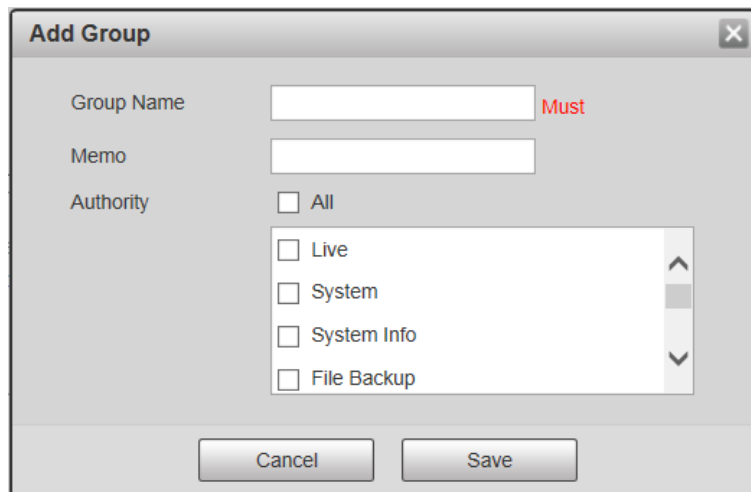 Add Group
Group Name Must
Memo
Authority All
Live
System
System Info
File Backup
Cancel Save